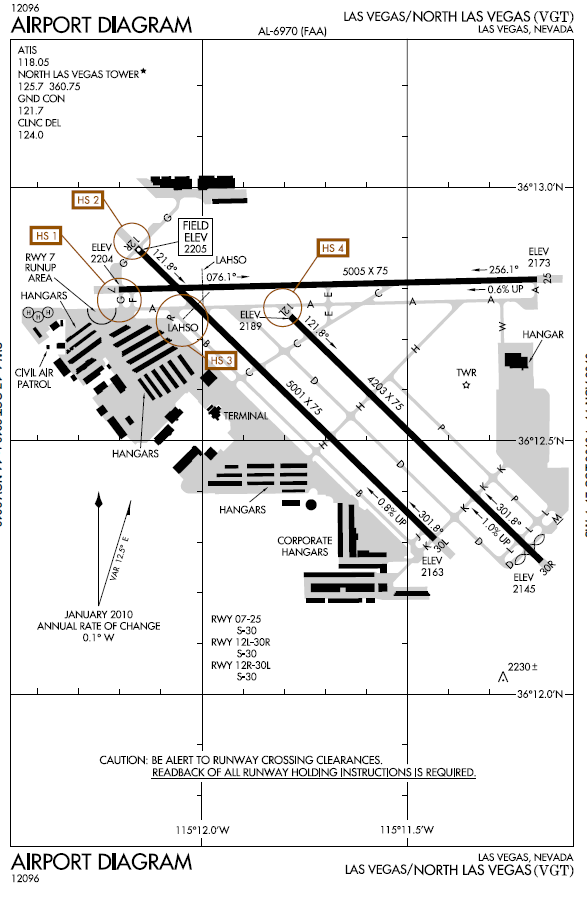 12096
AIRPORT DIAGRAM
AL-6970 (FAA)
LAS VEGAS/NORTH LAS VEGAS (VGT)
LAS VEGAS, NEVADA
ATIS
118.05
NORTH LAS VEGAS TOWER★
125.7 360.75
GND CON
121.7
CLNC DEL
124.0
36°13.0'N
HS 2
G
HS 1
12R
FIELD
ELEV
2205
HS 4
ELEV
2204
G
121.8°
LAHSO
076.1°
5005 X 75
256.1°
ELEV
2173
RWY 7
RUNUP
AREA
7
G
F
0.6% UP
A
25
HANGARS
H H H
A
R
LAHSO
ELEV
2189
12L
121.8°
A
E
E
C
A
A
W
CIVIL AIR
PATROL
HS 3
B
C
C
H
HANGAR
D
5001 X 75
4203 X 75
TWR
TERMINAL
H
P
HANGARS
H
D
36°12.5'N
K
K
HANGARS
B
0.8% UP
301.8°
K
P
301.8°
L
M
1.0% UP
CORPORATE
HANGARS
K
30L
ELEV
2163
D
L
30R
ELEV
2145
VAR 12.5° E
JANUARY 2010
ANNUAL RATE OF CHANGE
0.1° W
RWY 07-25
S-30
RWY 12L-30R
S-30
RWY 12R-30L
S-30
2230 ±
36°12.0'N
CAUTION: BE ALERT TO RUNWAY CROSSING CLEARANCES.
READBACK OF ALL RUNWAY HOLDING INSTRUCTIONS IS REQUIRED.
115°12.0'W
115°11.5'W
AIRPORT DIAGRAM
12096
LAS VEGAS, NEVADA
LAS VEGAS/NORTH LAS VEGAS (VGT)